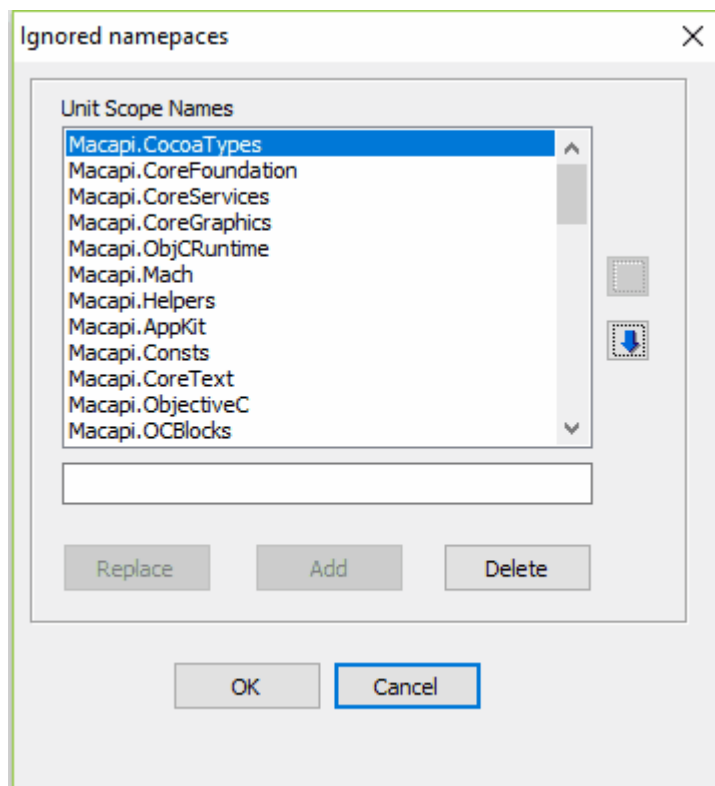 Ignored namepaces
Unit Scope Names
Macapi.CocoaTypes
Macapi.CoreFoundation
Macapi.CoreServices
Macapi.CoreGraphics
Macapi.ObjCRuntime
Macapi.Mach
Macapi.Helpers
Macapi.AppKit
Macapi.Consts
Macapi.CoreText
Macapi.ObjectiveC
Macapi.OCBlocks
Replace Add Delete
OK Cancel